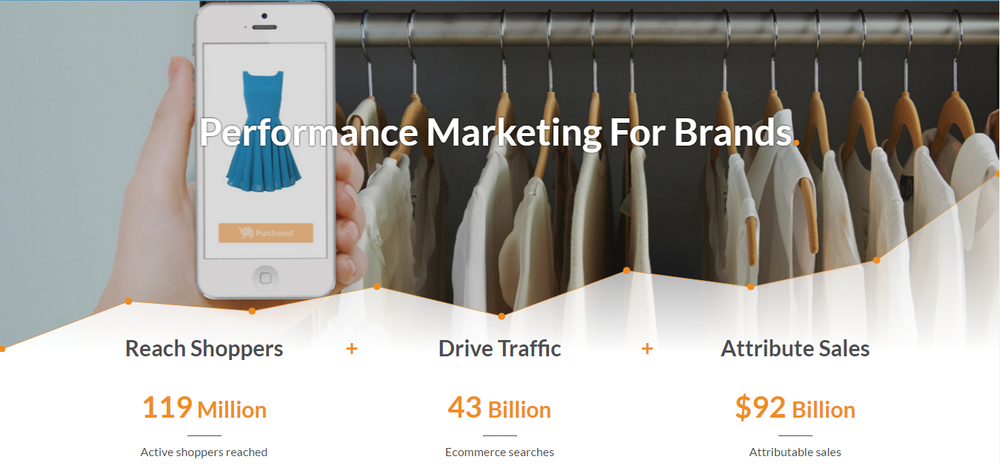 Performance Marketing For Brands.
Purchased
Reach Shoppers + Drive Traffic + Attribute Sales
119 Million 43 Billion $92 Billion
Active shoppers reached Ecommerce searches Attributable sales